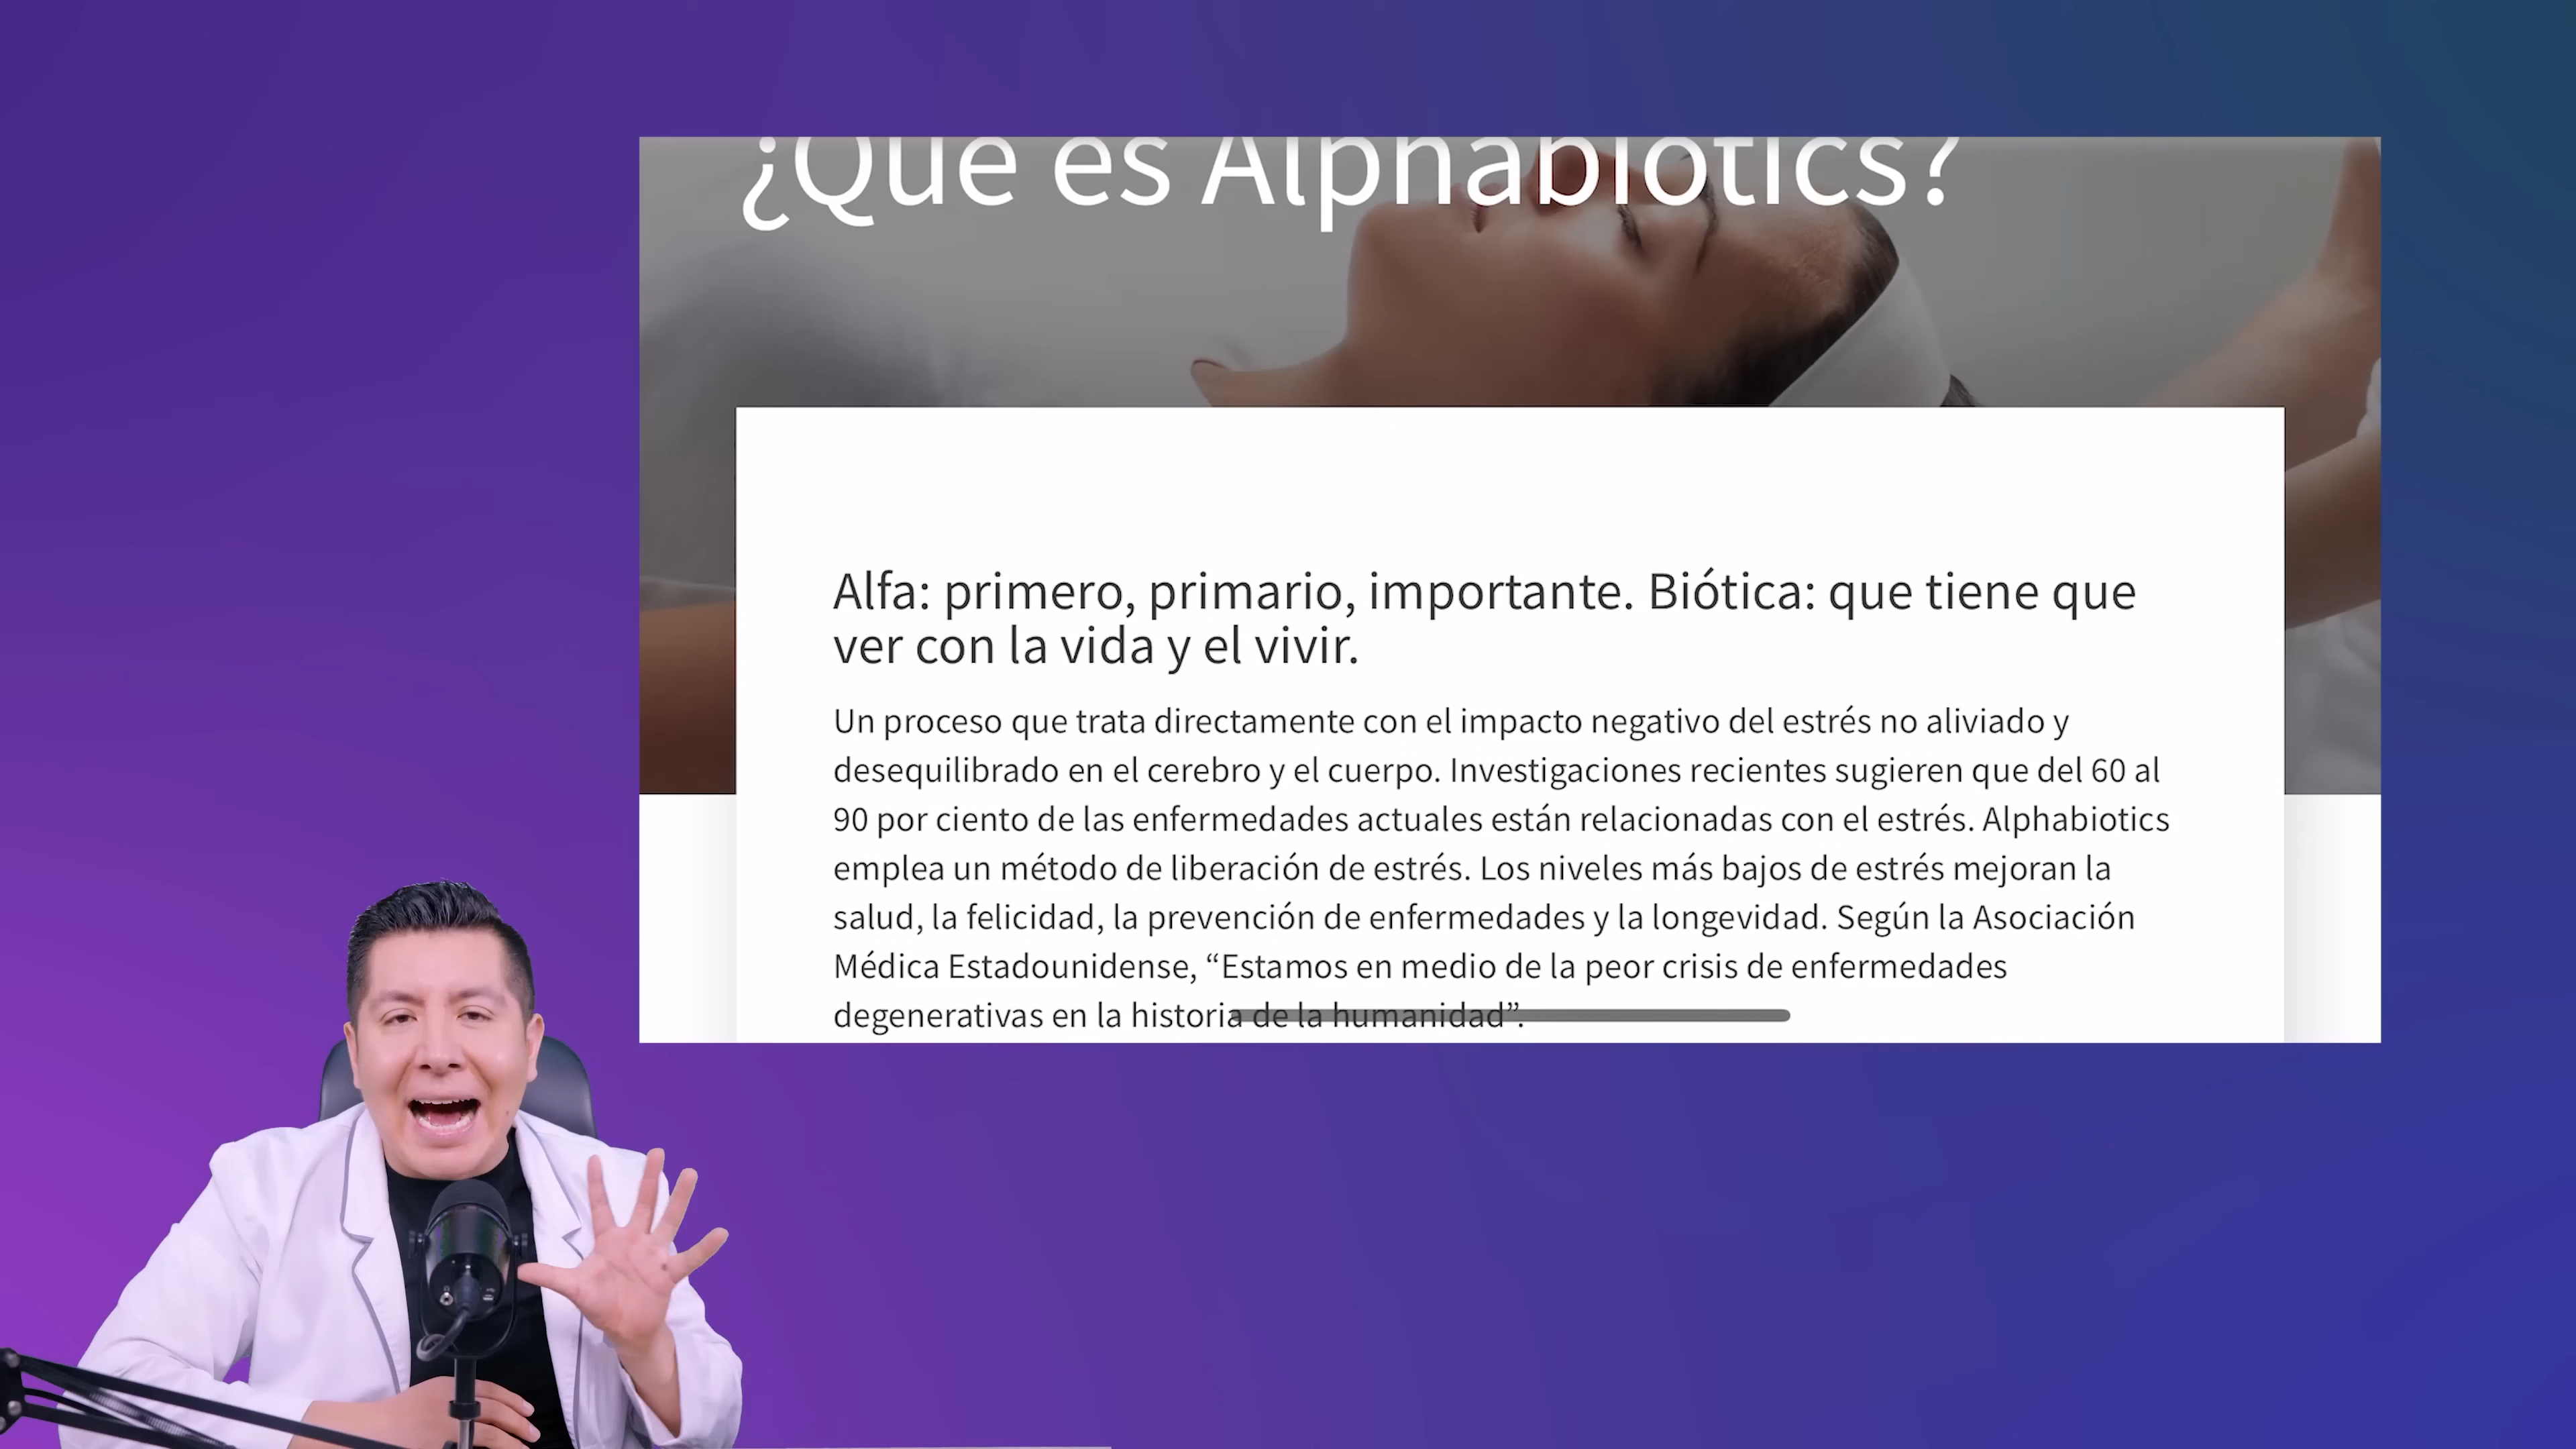 ¿Qué es Alphabiotics?
Alfa: primero, primario, importante. Biótica: que tiene que
ver con la vida y el vivir.
Un proceso que trata directamente con el impacto negativo del estrés no aliviado y
desequilibrado en el cerebro y el cuerpo. Investigaciones recientes sugieren que del 60 al
90 por ciento de las enfermedades actuales están relacionadas con el estrés. Alphabiotics
emplea un método de liberación de estrés. Los niveles más bajos de estrés mejoran la
salud, la felicidad, la prevención de enfermedades y la longevidad. Según la Asociación
Médica Estadounidense, “Estamos en medio de la peor crisis de enfermedades
degenerativas en la historia de la humanidad”.